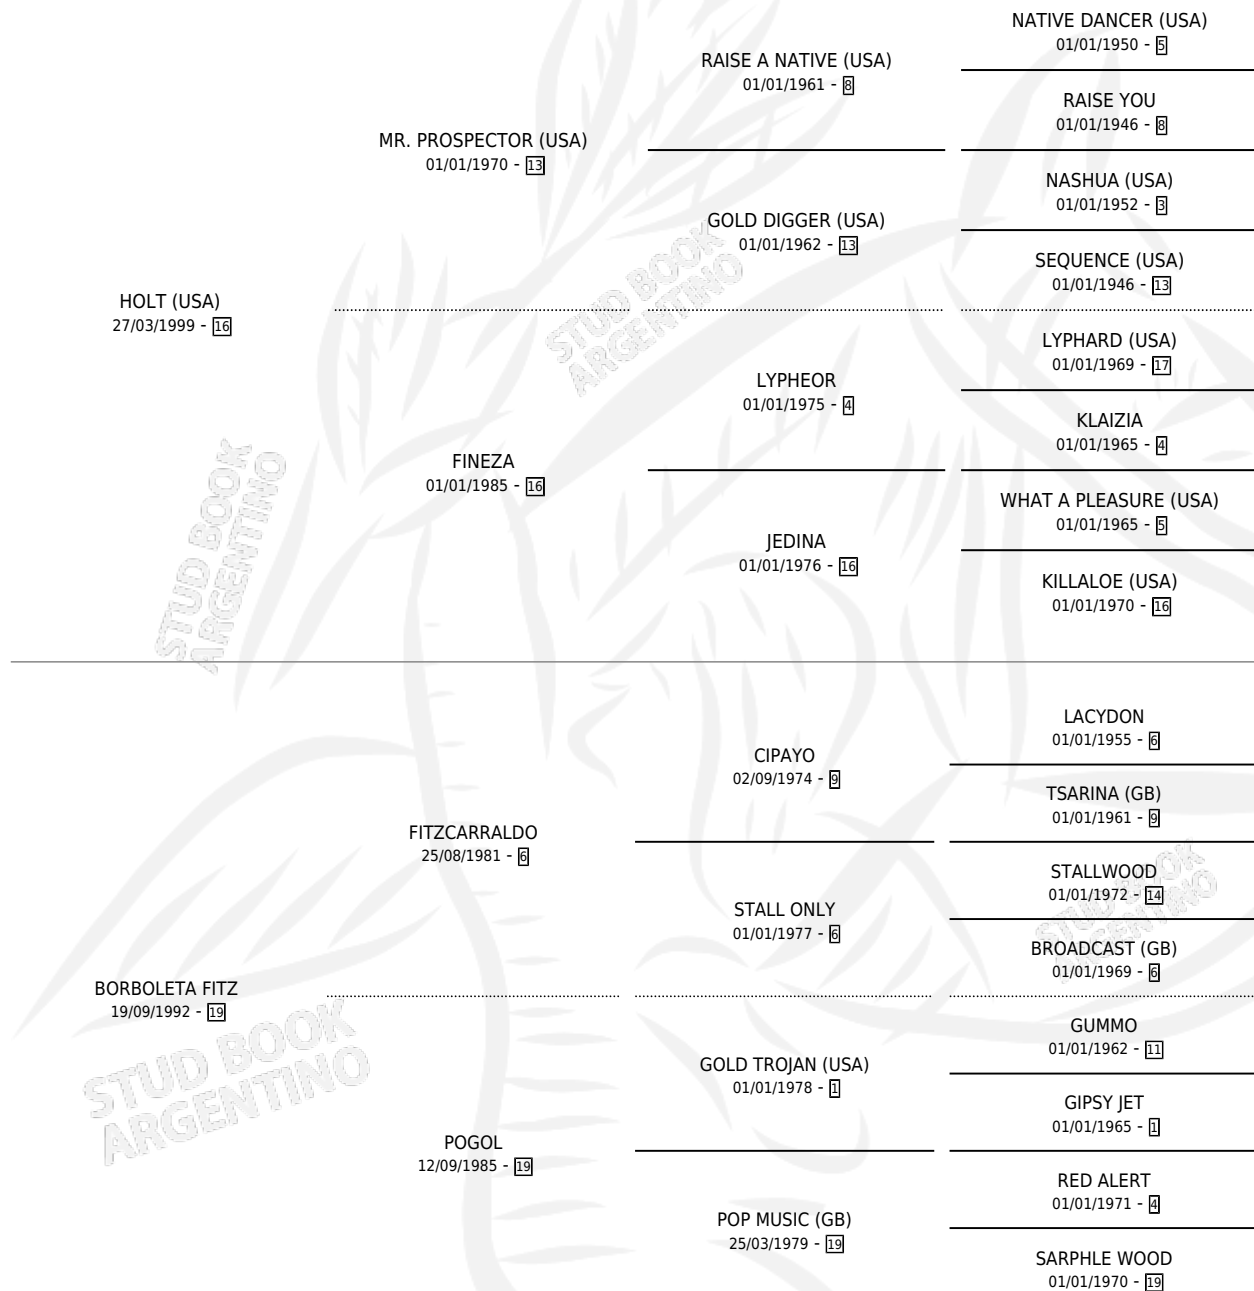 NATIVE DANCER (USA)
01/01/1950 - 5
RAISE A NATIVE (USA)
01/01/1961 - 8
RAISE YOU
01/01/1946 - 8
MR. PROSPECTOR (USA)
01/01/1970 - 13
NASHUA (USA)
01/01/1952 - 3
GOLD DIGGER (USA)
01/01/1962 - 13
SEQUENCE (USA)
01/01/1946 - 13
HOLT (USA)
27/03/1999 - 16
LYPHARD (USA)
01/01/1969 - 17
LYPHEOR
01/01/1975 - 4
KLAIZIA
01/01/1965 - 4
FINEZA
01/01/1985 - 16
WHAT A PLEASURE (USA)
01/01/1965 - 5
JEDINA
01/01/1976 - 16
KILLALOE (USA)
01/01/1970 - 16
LACYDON
01/01/1955 - 6
CIPAYO
02/09/1974 - 9
TSARINA (GB)
01/01/1961 - 9
FITZCARRALDO
25/08/1981 - 6
STALLWOOD
01/01/1972 - 14
STALL ONLY
01/01/1977 - 6
BROADCAST (GB)
01/01/1969 - 6
BORBOLETA FITZ
19/09/1992 - 19
GUMMO
01/01/1962 - 11
GOLD TROJAN (USA)
01/01/1978 - 1
GIPSY JET
01/01/1965 - 1
POGOL
12/09/1985 - 19
RED ALERT
01/01/1971 - 4
POP MUSIC (GB)
25/03/1979 - 19
SARPHLE WOOD
01/01/1970 - 19
STUD BOOK
ARGENTINO
STUD BOOK
ARGENTINO
STUD BOOK
ARGENTINO
STUD BOOK
ARGENTINO